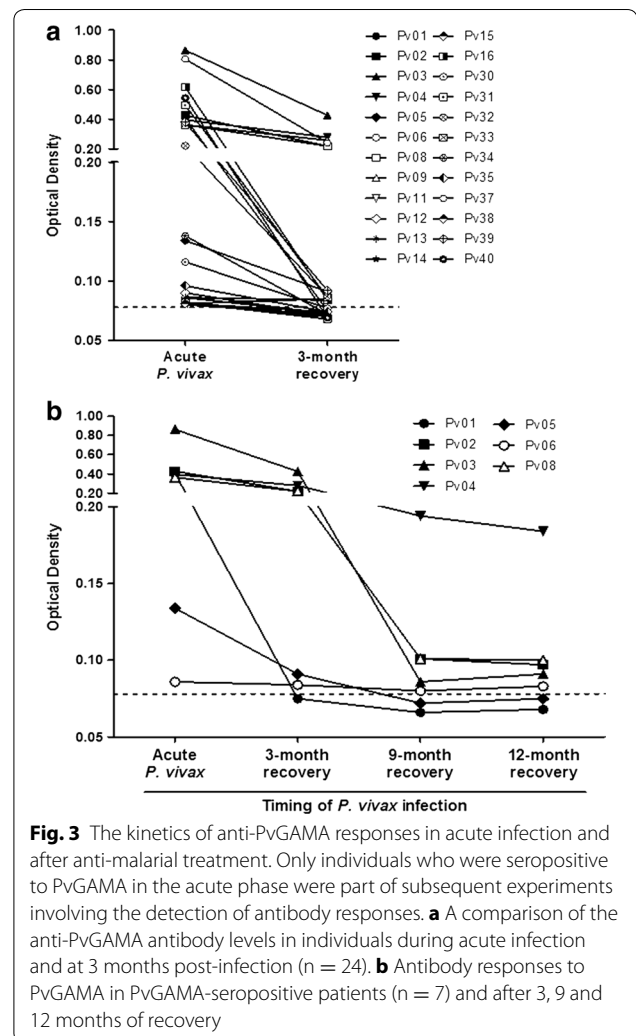 a
1.00
0.80
0.60
0.40
0.20
0.20
0.15
0.10
0.05
Optical Density
Acute
P. vivax
3-month
recovery
Pv01
Pv02
Pv03
Pv04
Pv05
Pv06
Pv08
Pv09
Pv11
Pv12
Pv13
Pv14
Pv15
Pv16
Pv30
Pv31
Pv32
Pv33
Pv34
Pv35
Pv37
Pv38
Pv39
Pv40
b
1.00
0.80
0.60
0.40
0.20
0.20
0.15
0.10
0.05
Optical Density
Pv01
Pv02
Pv03
Pv04
Pv05
Pv06
Pv08
Acute
P. vivax
3-month
recovery
9-month
recovery
12-month
recovery
Timing of P. vivax infection
Fig. 3 The kinetics of anti-PvGAMA responses in acute infection and
after anti-malarial treatment. Only individuals who were seropositive
to PvGAMA in the acute phase were part of subsequent experiments
involving the detection of antibody responses. a A comparison of the
anti-PvGAMA antibody levels in individuals during acute infection
and at 3 months post-infection (n = 24). b Antibody responses to
PvGAMA in PvGAMA-seropositive patients (n = 7) and after 3, 9 and
12 months of recovery